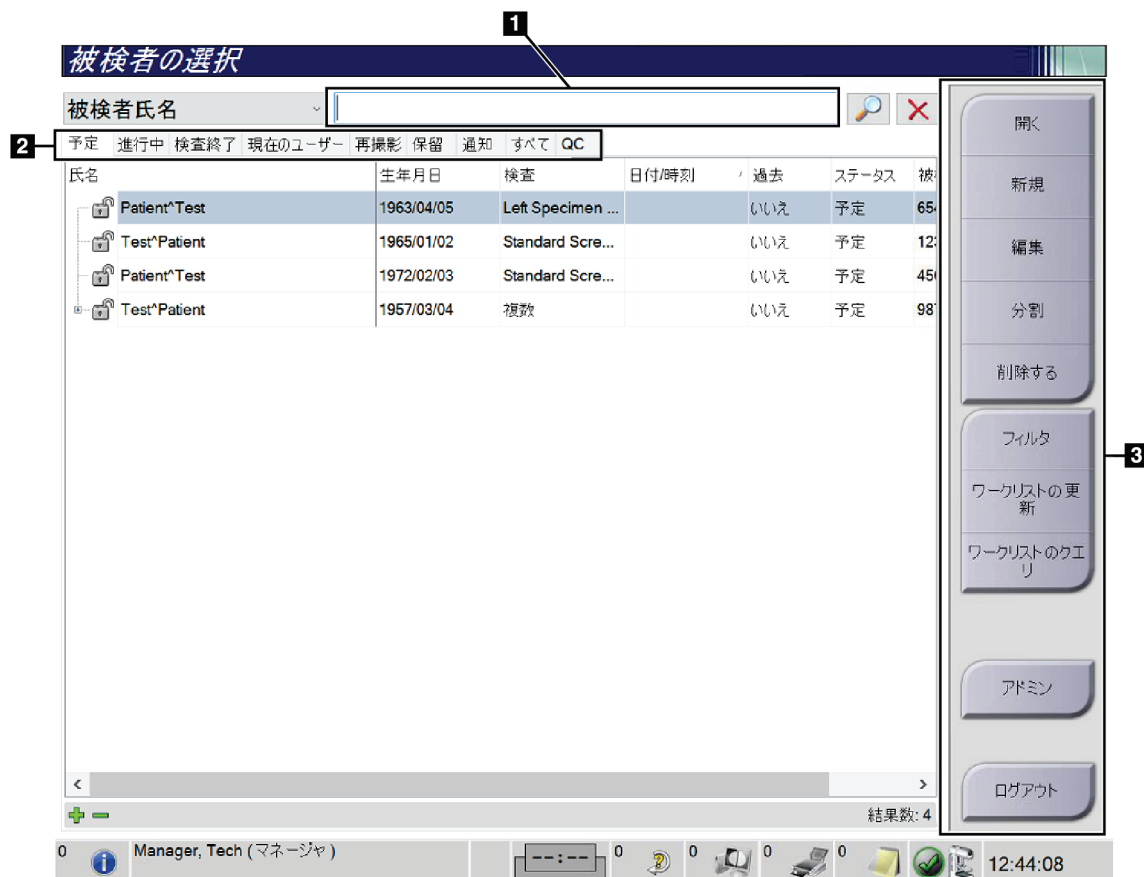 1
被検者の選択
被検者氏名
2
予定 進行中 検査終了 現在のユーザー 再撮影 保留 通知 すべて QC
氏名 生年月日 検査 日付/時刻 過去 ステータス 被
Patient^Test 1963/04/05 Left Specimen ... いいえ 予定 654
Test^Patient 1965/01/02 Standard Scre... いいえ 予定 123
Patient^Test 1972/02/03 Standard Scre... いいえ 予定 456
Test^Patient 1957/03/04 複数 いいえ 予定 98
開く
新規
編集
分割
削除する
フィルタ
3
ワークリストの更
新
ワークリストのクエ
リ
アドミン
ログアウト
結果数: 4
0 Manager, Tech (マネージャ) --:-- 0 0 0 0 12:44:08